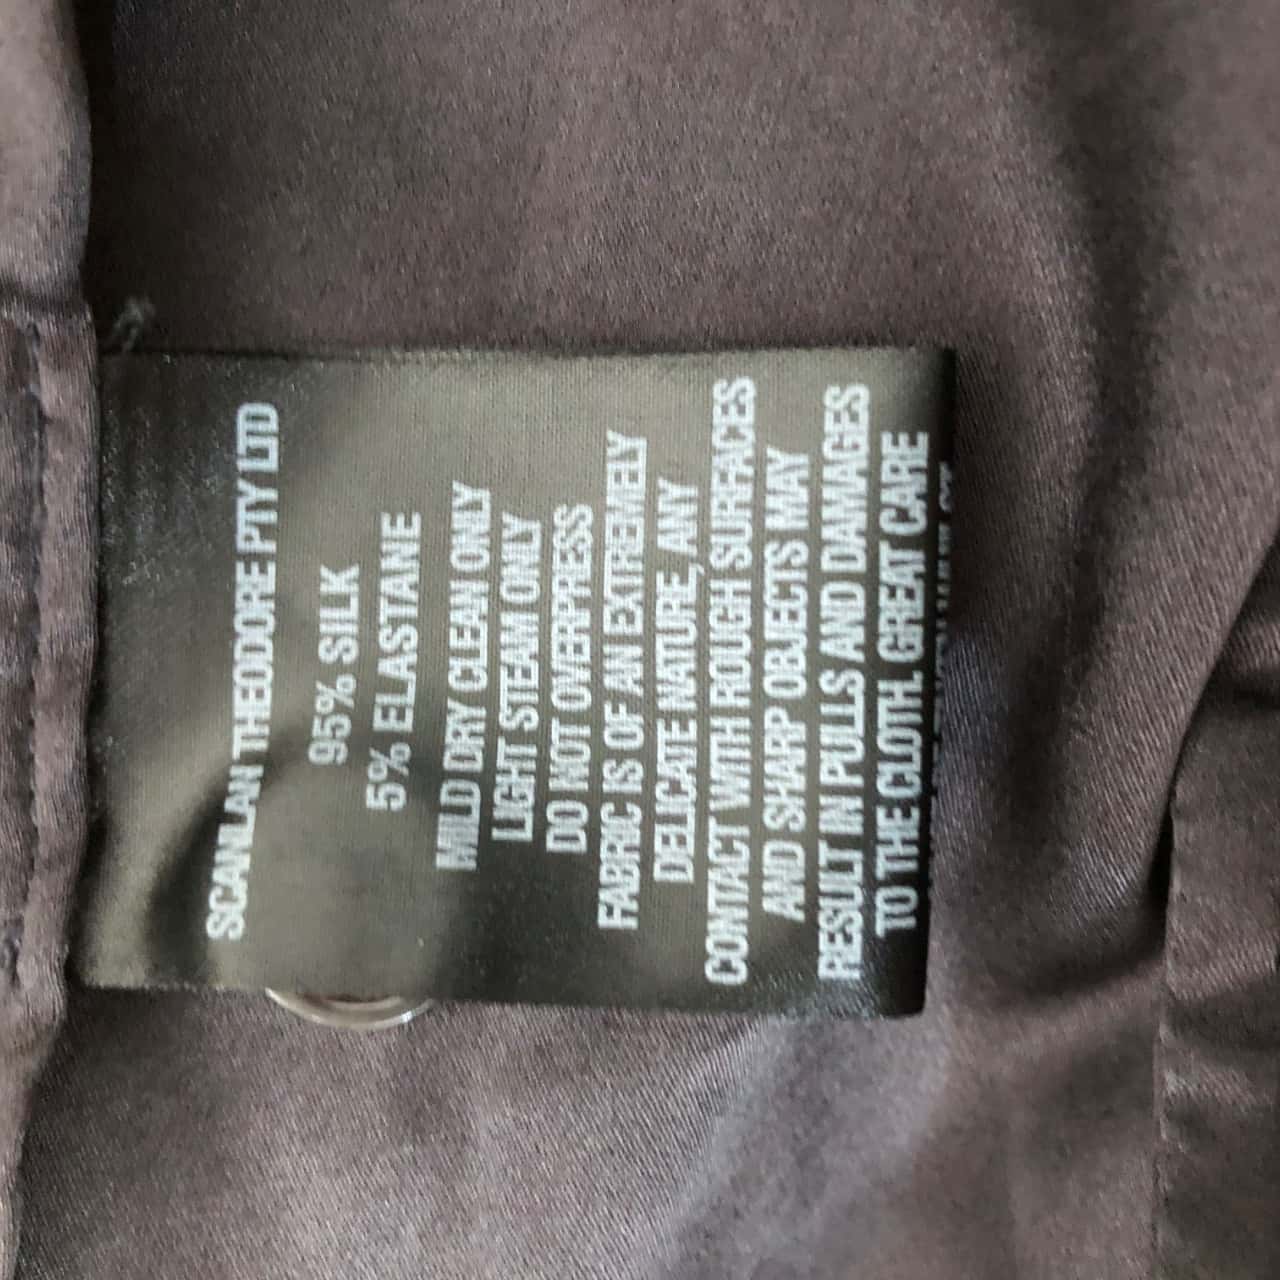 SCANLAN THEODORE PTY LTD
95% SILK
5% ELASTANE
MILD DRY CLEAN ONLY
LIGHT STEAM ONLY
DO NOT OVERPRESS
FABRIC IS OF AN EXTREMELY
DELICATE NATURE, ANY
CONTACT WITH ROUGH SURFACES
AND SHARP OBJECTS MAY
RESULT IN PULLS AND DAMAGES
TO THE CLOTH. GREAT CARE